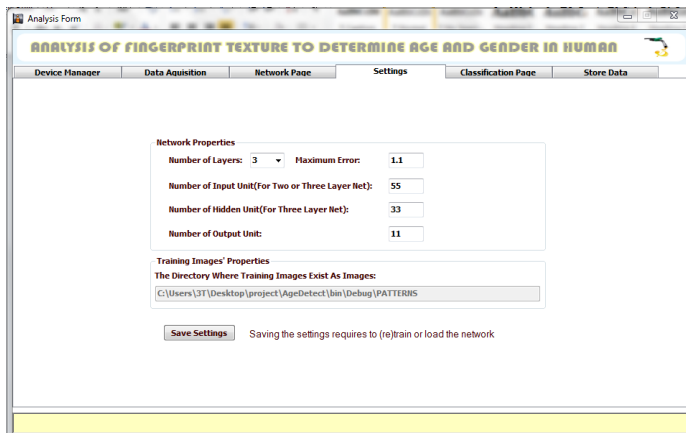 Analysis Form
ANALYSIS OF FINGERPRINT TEXTURE TO DETERMINE AGE AND GENDER IN HUMAN
Device Manager Data Aquisition Network Page Settings Classification Page Store Data
Network Properties
Number of Layers: 3 Maximum Error: 1.1
Number of Input Unit(For Two or Three Layer Net): 55
Number of Hidden Unit(For Three Layer Net): 33
Number of Output Unit: 11
Training Images' Properties
The Directory Where Training Images Exist As Images:
C:\Users\3T\Desktop\project\AgeDetect\bin\Debug\PATTERNS
Save Settings Saving the settings requires to (re)train or load the network